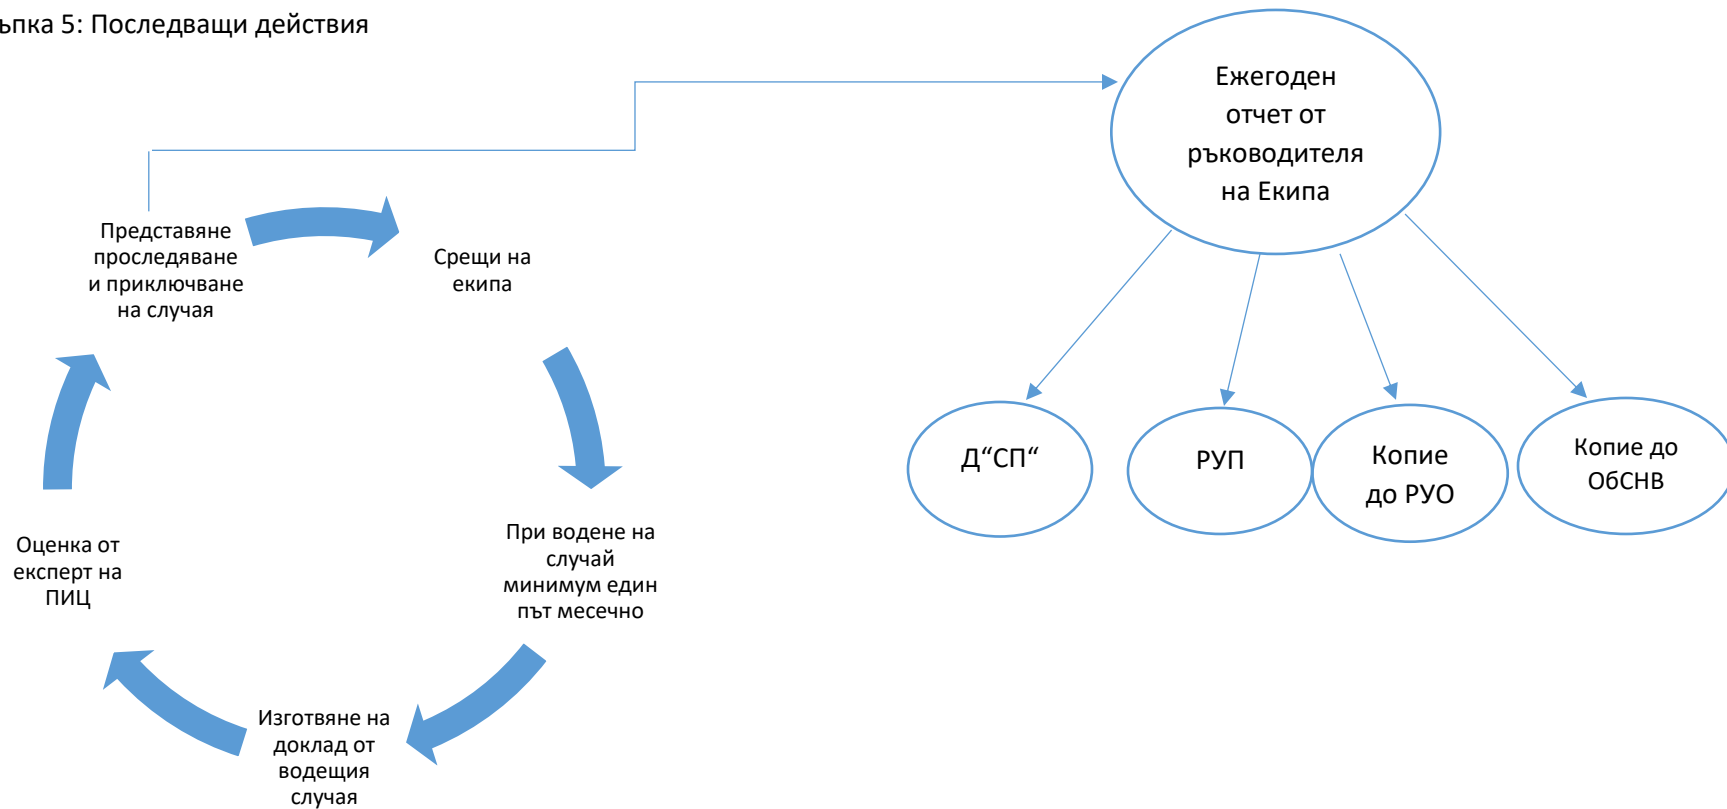 ъпка 5: Последващи действия
Ежегоден
отчет от
ръководителя
на Екипа
Представяне
проследяване
и приключване
на случая
Срещи на
екипа
При водене на
случай
минимум един
път месечно
Изготвяне на
доклад от
водещия
случая
Оценка от
експерт на
ПИЦ
Д“СП“
РУП
Копие
до РУО
Копие до
ОбСНВ